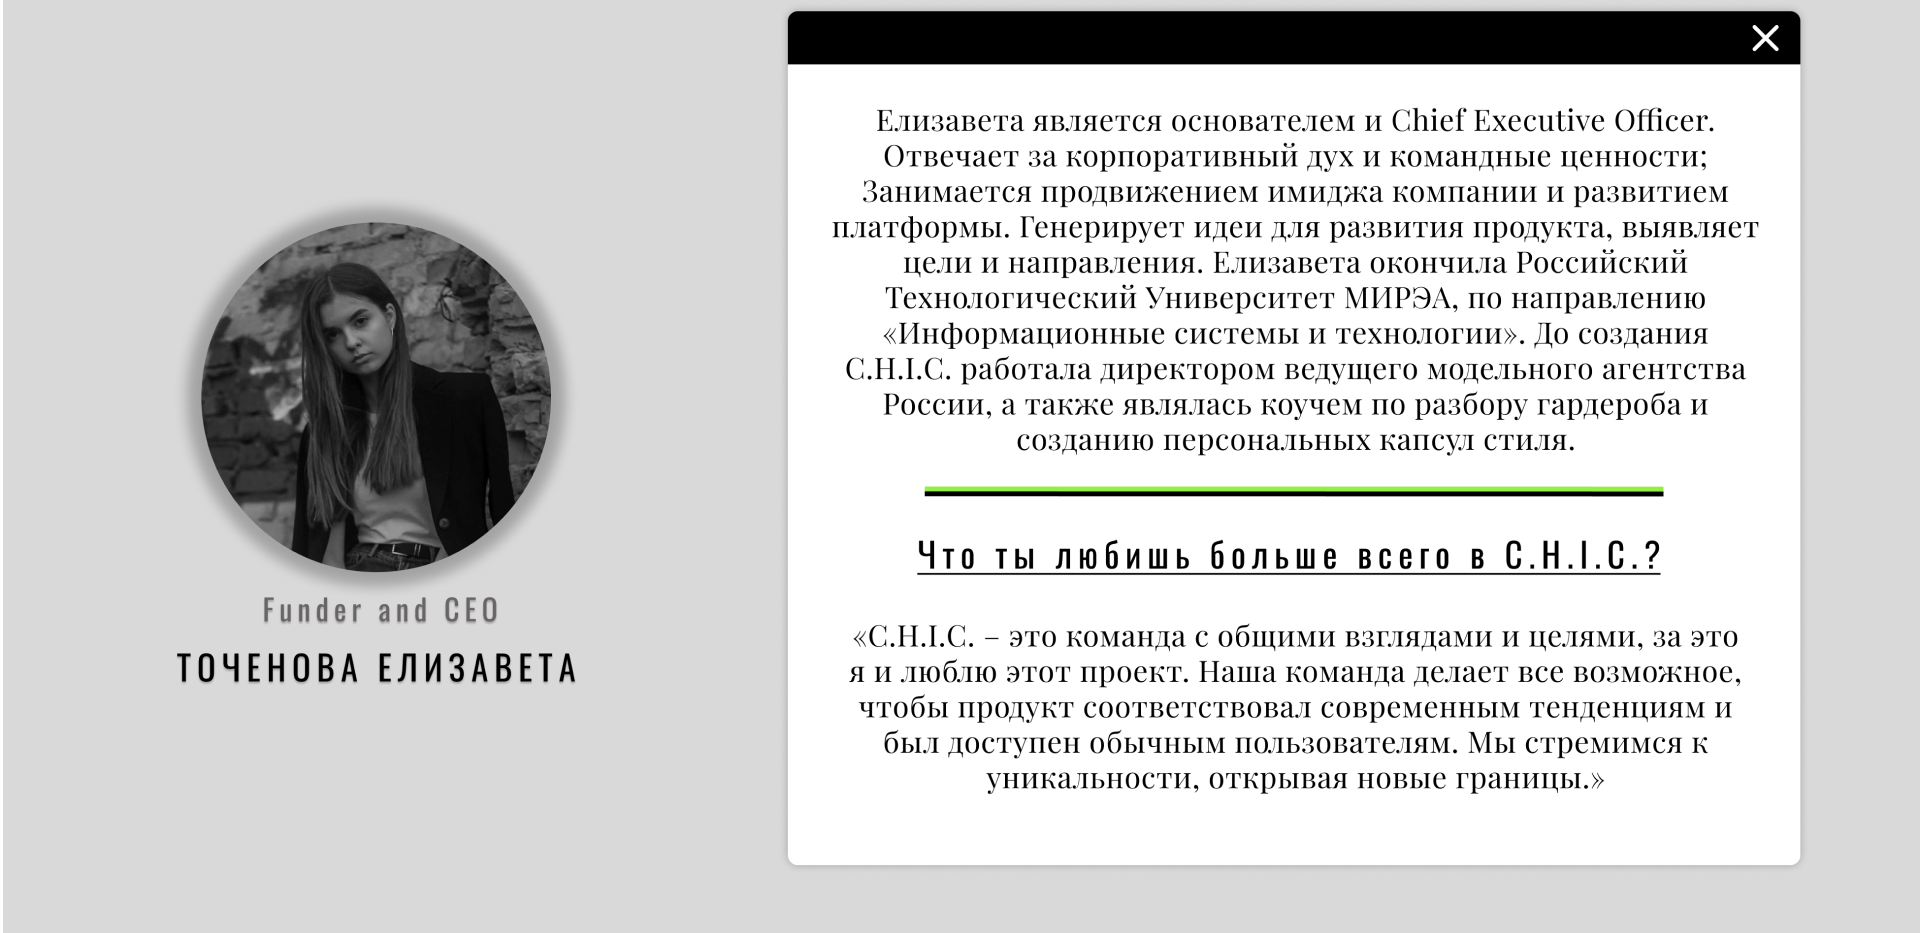 Funder and CEO
ТОЧЕНОВА ЕЛИЗАВЕТА
Елизавета является основателем и Chief Executive Officer.
Отвечает за корпоративный дух и командные ценности;
Занимается продвижением имиджа компании и развитием
платформы. Генерирует идеи для развития продукта, выявляет
цели и направления. Елизавета окончила Российский
Технологический Университет МИРЭА, по направлению
«Информационные системы и технологии». До создания
C.H.I.C. работала директором ведущего модельного агентства
России, а также являлась коучем по разбору гардероба и
созданию персональных капсул стиля.
Что ты любишь больше всего в C.H.I.C.?
«C.H.I.C. – это команда с общими взглядами и целями, за это
я и люблю этот проект. Наша команда делает все возможное,
чтобы продукт соответствовал современным тенденциям и
был доступен обычным пользователям. Мы стремимся к
уникальности, открывая новые границы.»